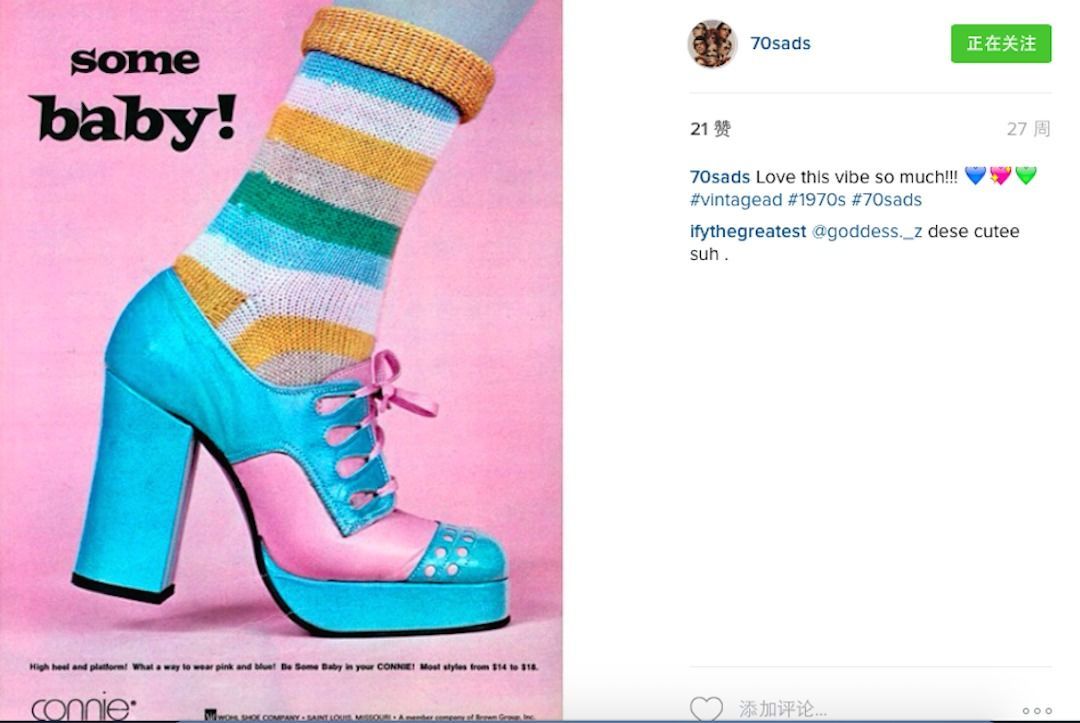 some
baby!
High heel and platform! What a way to wear pink and blue! Be Some Baby in your CONNIE! Most styles from $14 to $18.
connie®
WOHL SHOE COMPANY • SAINT LOUIS, MISSOURI • A member company of Brown Group, Inc.
70sads
正在关注
21 赞
27 周
70sads Love this vibe so much!!! 💙💖💚
#vintagead #1970s #70sads
ifythegreatest @goddess._z dese cutee
suh .
添加评论...